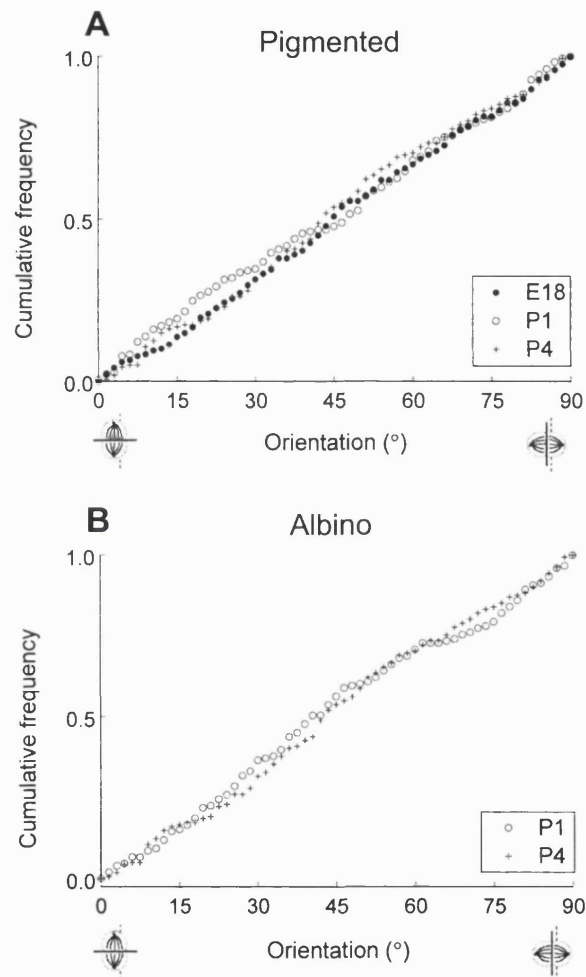 A
Pigmented
1.0
0.5
0.0
Cumulative frequency
E18
P1
P4
0 15 30 45 60 75 90
Orientation (°)
B
Albino
1.0
0.5
0.0
Cumulative frequency
P1
P4
0 15 30 45 60 75 90
Orientation (°)